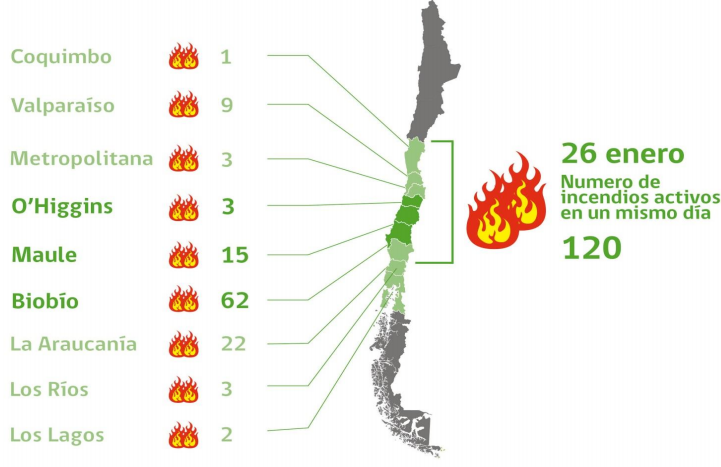 Coquimbo 1
Valparaíso 9
Metropolitana 3
O'Higgins 3
Maule 15
Biobío 62
La Araucanía 22
Los Ríos 3
Los Lagos 2
26 enero
Numero de
incendios activos
en un mismo día
120